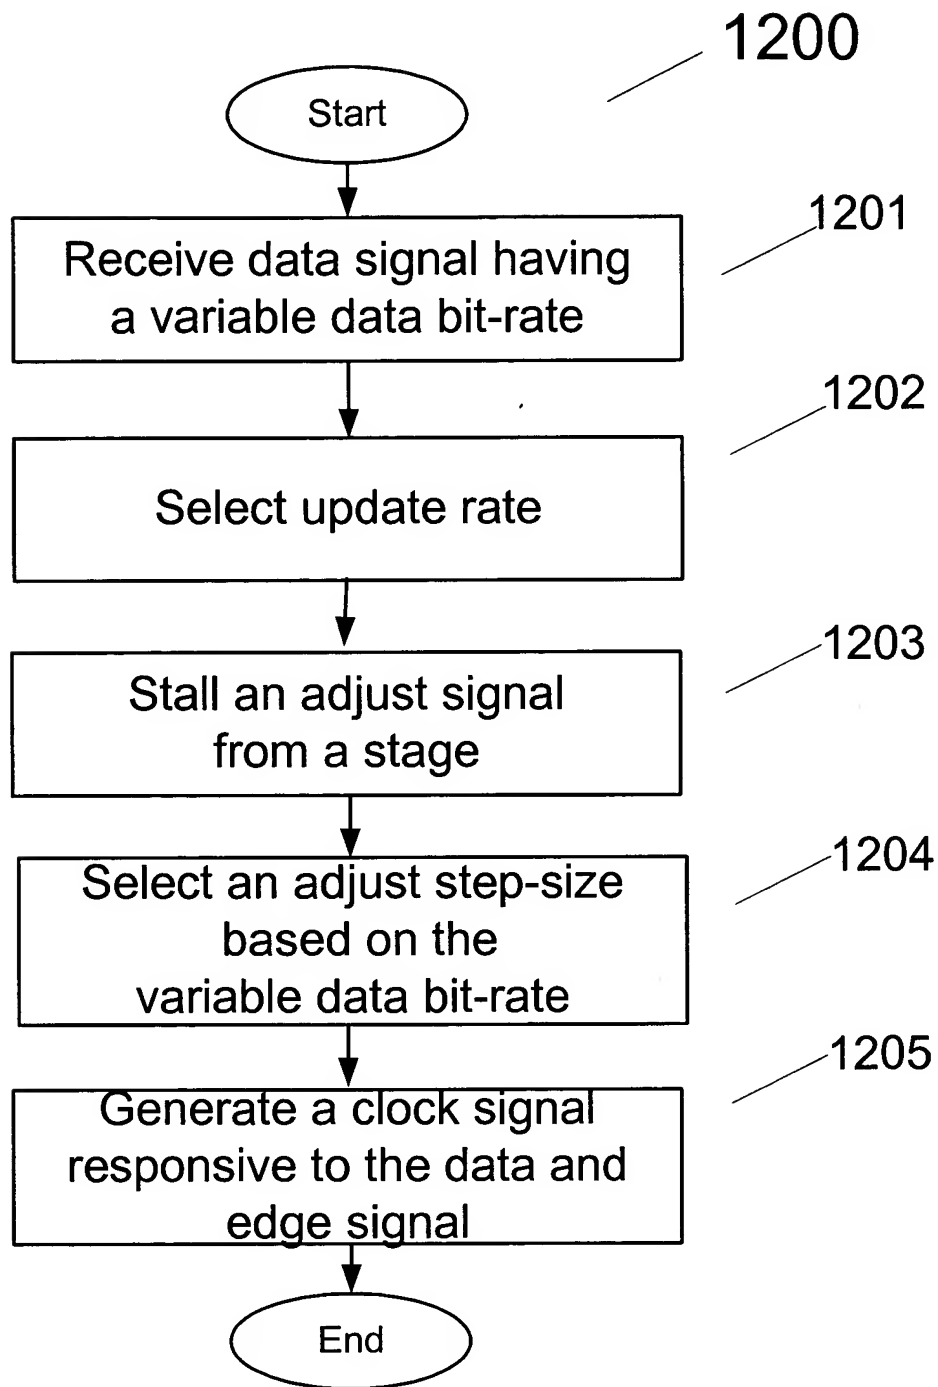 1200
Start
1201
Receive data signal having
a variable data bit-rate
1202
Select update rate
1203
Stall an adjust signal
from a stage
1204
Select an adjust step-size
based on the
variable data bit-rate
1205
Generate a clock signal
responsive to the data and
edge signal
End